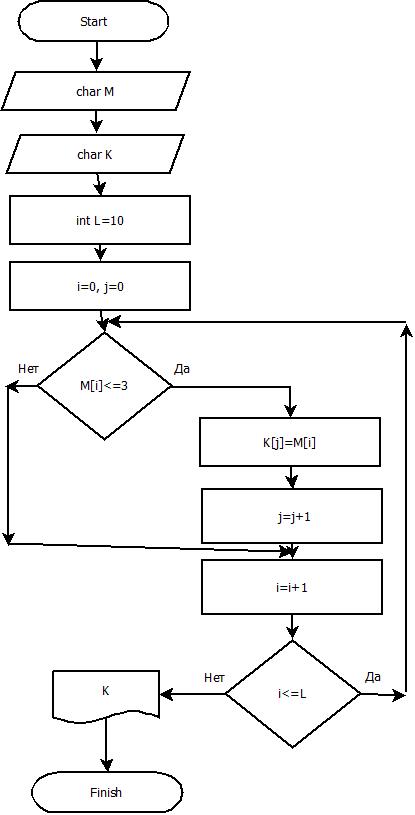 Start
char M
char K
int L=10
i=0, j=0
M[i]<=3
Нет
Да
K[j]=M[i]
j=j+1
i=i+1
i<=L
Нет
Да
K
Finish